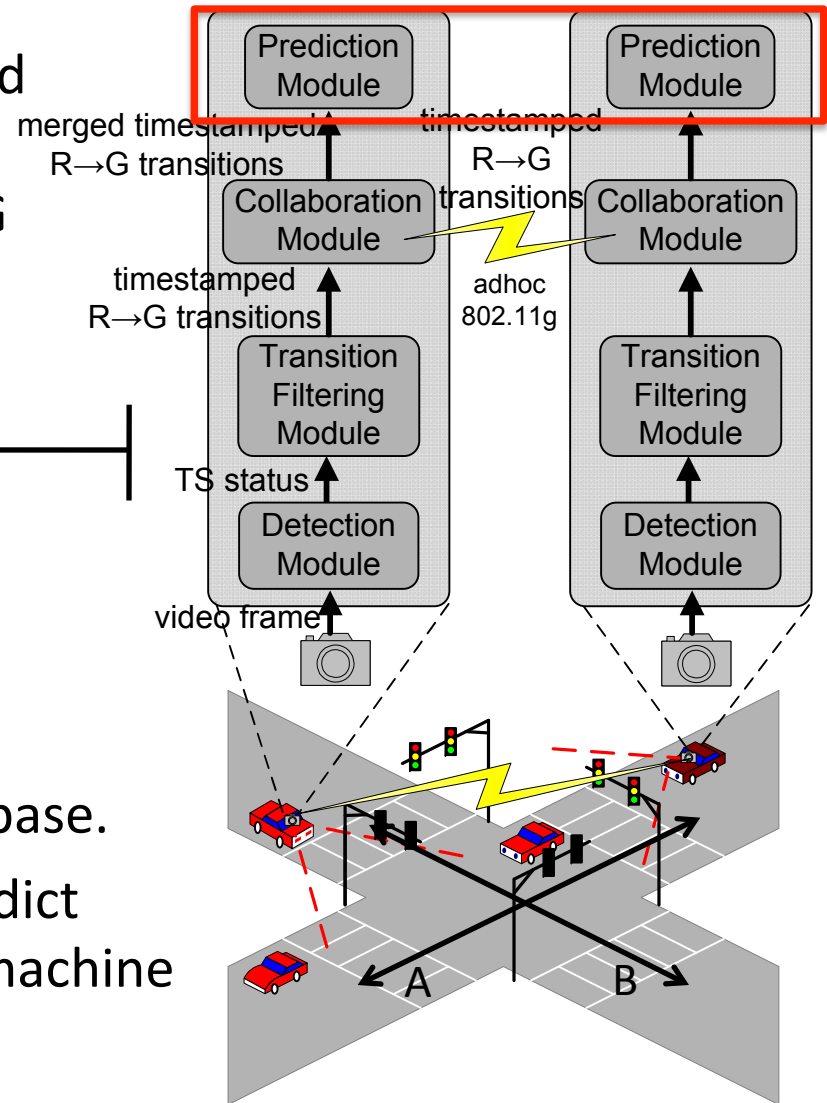 d
G
base.
dict
machine
Prediction
Module
merged timestamped
R→G transitions
Collaboration
Module
timestamped
R→G transitions
Transition
Filtering
Module
TS status
Detection
Module
video frame
timestamped
R→G
transitions
adhoc
802.11g
Prediction
Module
Collaboration
Module
Transition
Filtering
Module
Detection
Module
A
B